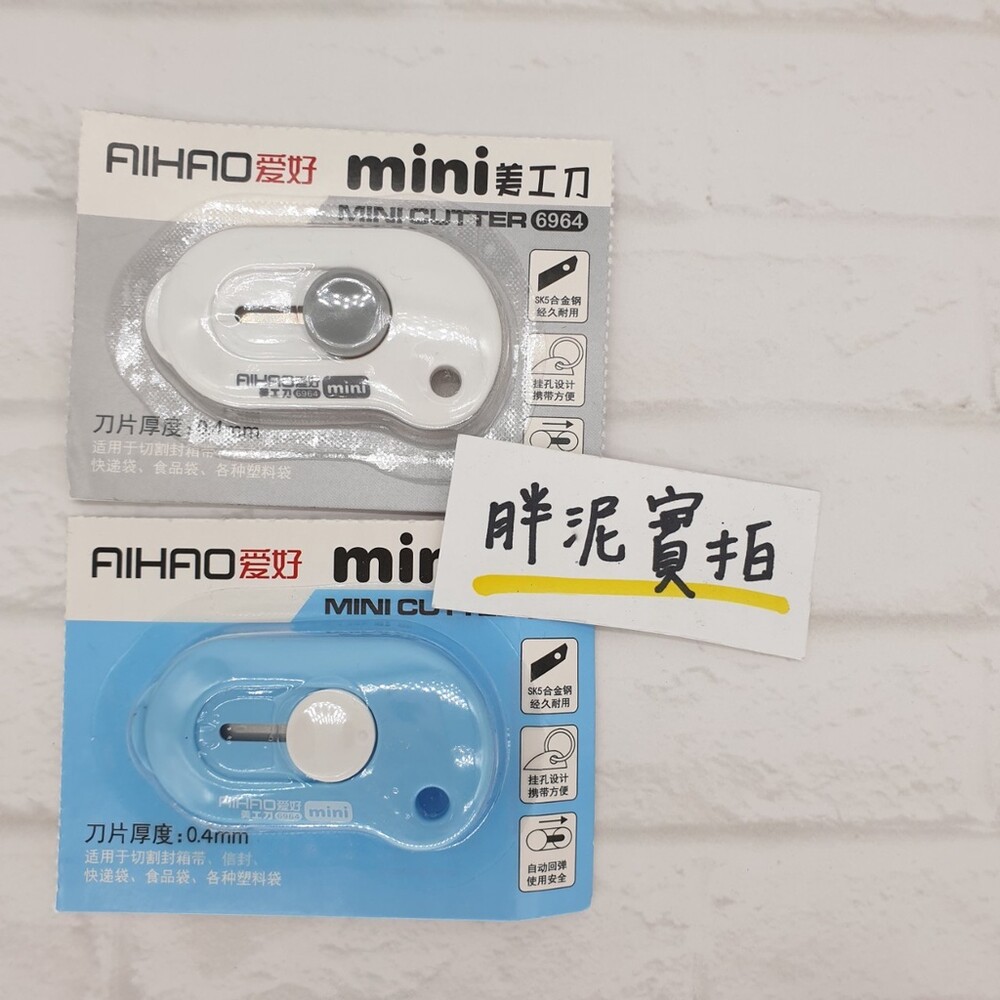 AIHAO爱好 mini美工刀
MINI CUTTER 6964
SK5合金钢
经久耐用
挂孔设计
携带方便
AIHAO爱好 mini
美工刀 6964
刀片厚度:0.4mm
适用于切割封箱带
快递袋、食品袋、各种塑料袋
胖泥實拍
AIHAO爱好
MINI
SK5合金钢
经久耐用
挂孔设计
携带方便
自动回弹
使用安全
AIHAO爱好 mini
美工刀 6964
刀片厚度:0.4mm
适用于切割封箱带、信封、
快递袋、食品袋、各种塑料袋